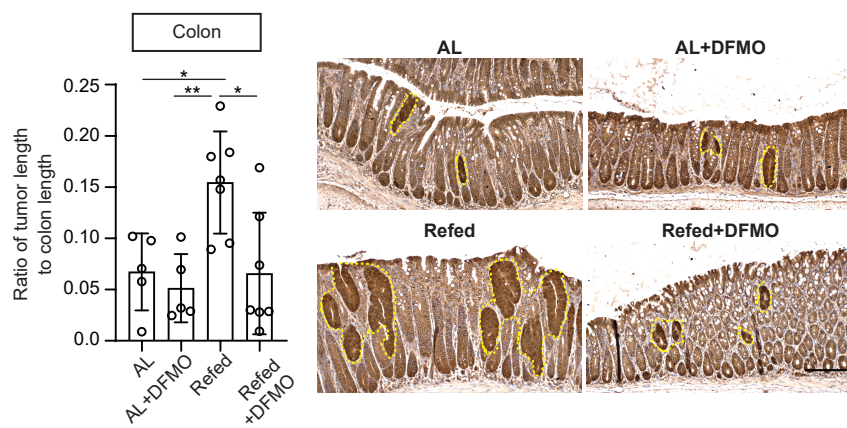 Colon
Ratio of tumor length
to colon length
0.25
0.20
0.15
0.10
0.05
0.0
*
**
*
AL
AL+DFMO
Refed
Refed
+DFMO
AL
AL+DFMO
Refed
Refed+DFMO